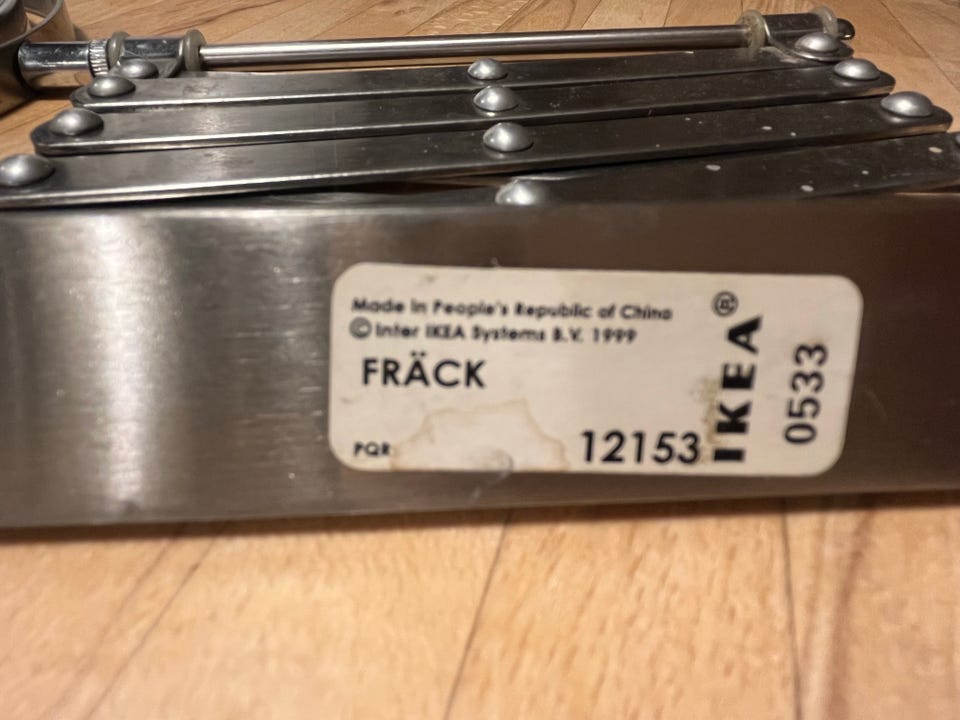 Made in People's Republic of China
© Inter IKEA Systems B.V. 1999
FRÄCK
PQR
12153
IKEA®
0533